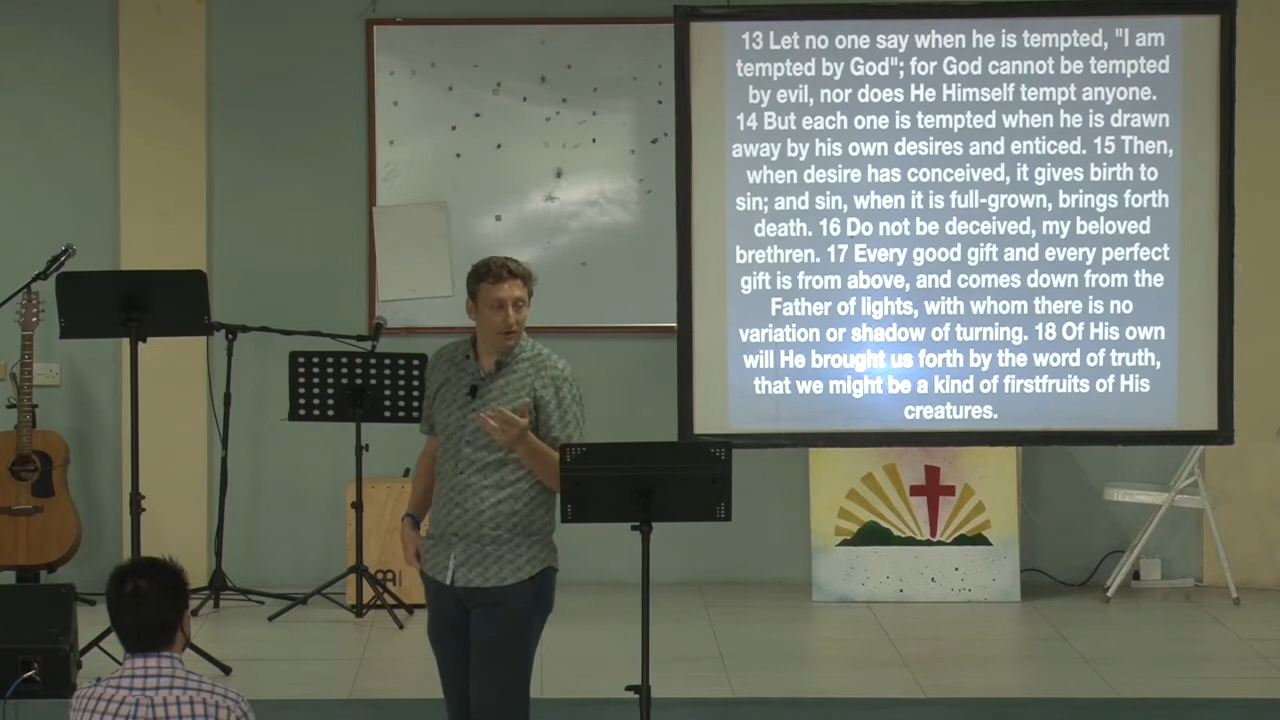 13 Let no one say when he is tempted, "I am
tempted by God"; for God cannot be tempted
by evil, nor does He Himself tempt anyone.
14 But each one is tempted when he is drawn
away by his own desires and enticed. 15 Then,
when desire has conceived, it gives birth to
sin; and sin, when it is full-grown, brings forth
death. 16 Do not be deceived, my beloved
brethren. 17 Every good gift and every perfect
gift is from above, and comes down from the
Father of lights, with whom there is no
variation or shadow of turning. 18 Of His own
will He brought us forth by the word of truth,
that we might be a kind of firstfruits of His
creatures.